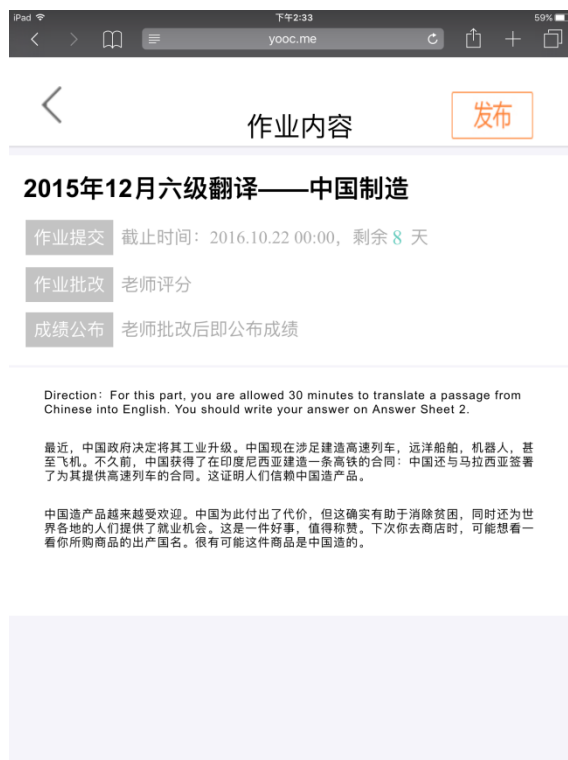 iPad 下午2:33 59%
yooc.me
作业内容 发布
2015年12月六级翻译——中国制造
作业提交 截止时间：2016.10.22 00:00，剩余 8 天
作业批改 老师评分
成绩公布 老师批改后即公布成绩
Direction：For this part, you are allowed 30 minutes to translate a passage from
Chinese into English. You should write your answer on Answer Sheet 2.
最近，中国政府决定将其工业升级。中国现在涉足建造高速列车，远洋船舶，机器人，甚
至飞机。不久前，中国获得了在印度尼西亚建造一条高铁的合同：中国还与马拉西亚签署
了为其提供高速列车的合同。这证明人们信赖中国造产品。
中国造产品越来越受欢迎。中国为此付出了代价，但这确实有助于消除贫困，同时还为世
界各地的人们提供了就业机会。这是一件好事，值得称赞。下次你去商店时，可能想看一
看你所购商品的出产国名。很有可能这件商品是中国造的。